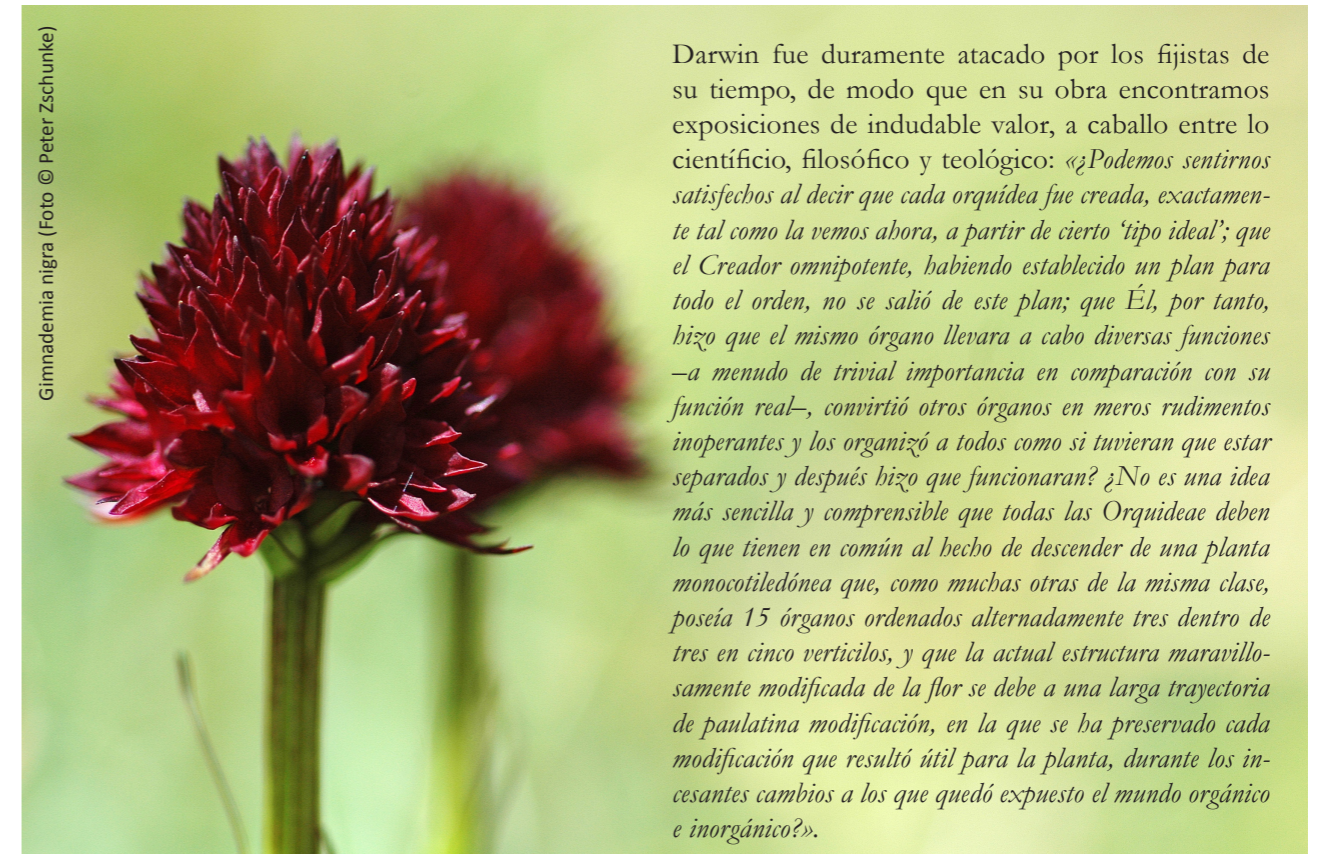 Gimnademia nigra (Foto © Peter Zschunke)
Darwin fue duramente atacado por los fijistas de
su tiempo, de modo que en su obra encontramos
exposiciones de indudable valor, a caballo entre lo
científicio, filosófico y teológico: «¿Podemos sentirnos
satisfechos al decir que cada orquídea fue creada, exactamen-
te tal como la vemos ahora, a partir de cierto ‘tipo ideal’; que
el Creador omnipotente, habiendo establecido un plan para
todo el orden, no se salió de este plan; que Él, por tanto,
hizo que el mismo órgano llevara a cabo diversas funciones
–a menudo de trivial importancia en comparación con su
función real–, convirtió otros órganos en meros rudimentos
inoperantes y los organizó a todos como si tuvieran que estar
separados y después hizo que funcionaran? ¿No es una idea
más sencilla y comprensible que todas las Orquideae deben
lo que tienen en común al hecho de descender de una planta
monocotiledónea que, como muchas otras de la misma clase,
poseía 15 órganos ordenados alternadamente tres dentro de
tres en cinco verticilos, y que la actual estructura maravillo-
samente modificada de la flor se debe a una larga trayectoria
de paulatina modificación, en la que se ha preservado cada
modificación que resultó útil para la planta, durante los in-
cesantes cambios a los que quedó expuesto el mundo orgánico
e inorgánico?».